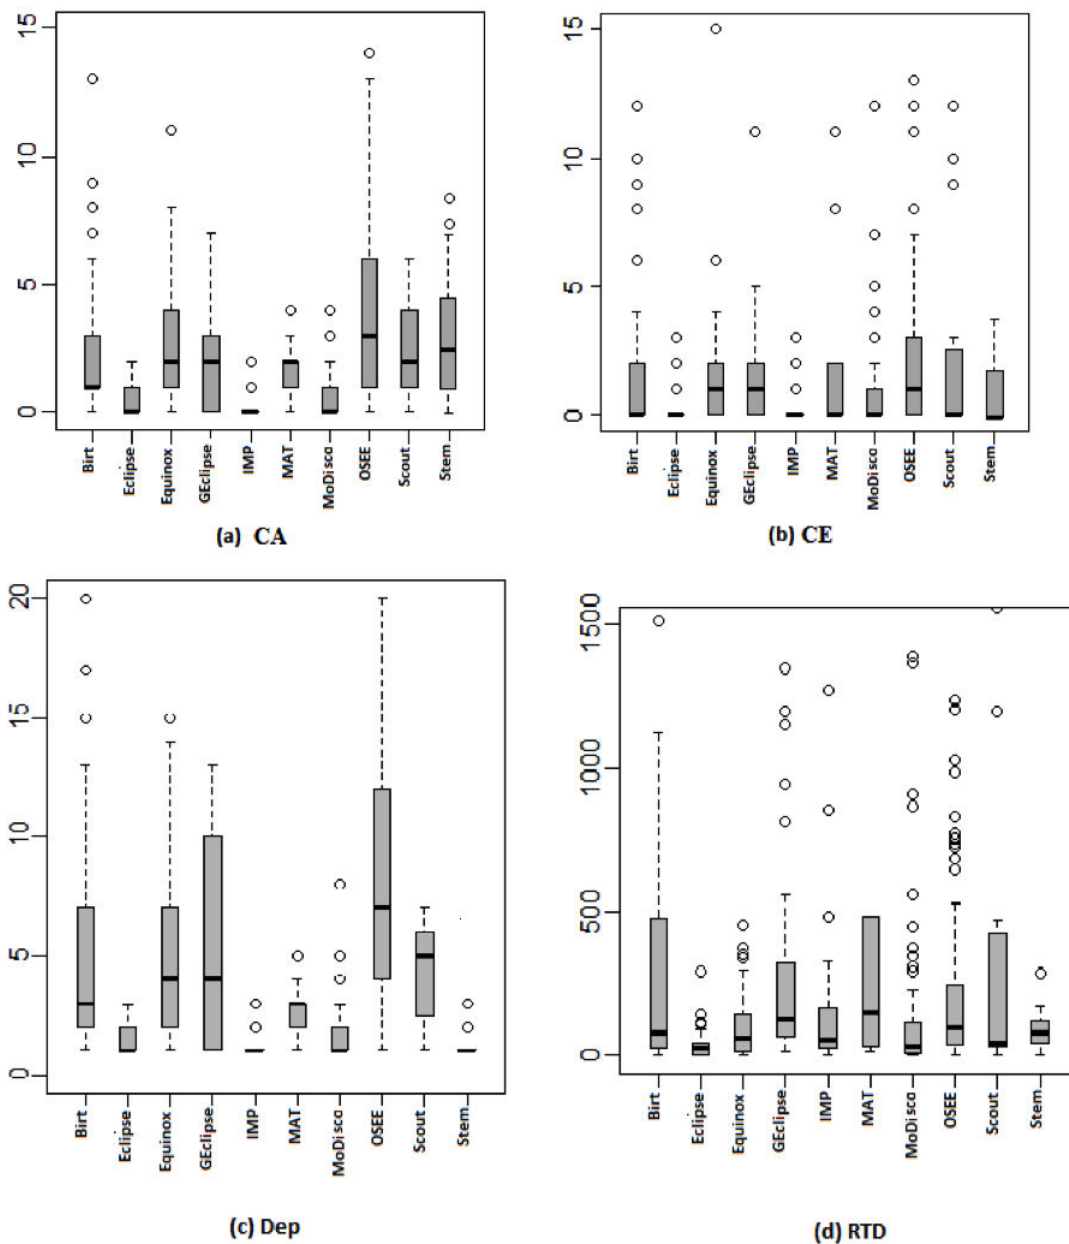 15
10
5
0
Birt
Eclipse
Equinox
GEclipse
IMP
MAT
MoDisco
OSEE
Scout
Stem
(a) CA
15
10
5
0
Birt
Eclipse
Equinox
GEclipse
IMP
MAT
MoDisco
OSEE
Scout
Stem
(b) CE
20
15
10
5
0
Birt
Eclipse
Equinox
GEclipse
IMP
MAT
MoDisco
OSEE
Scout
Stem
(c) Dep
1500
1000
500
0
Birt
Eclipse
Equinox
GEclipse
IMP
MAT
MoDisco
OSEE
Scout
Stem
(d) RTD